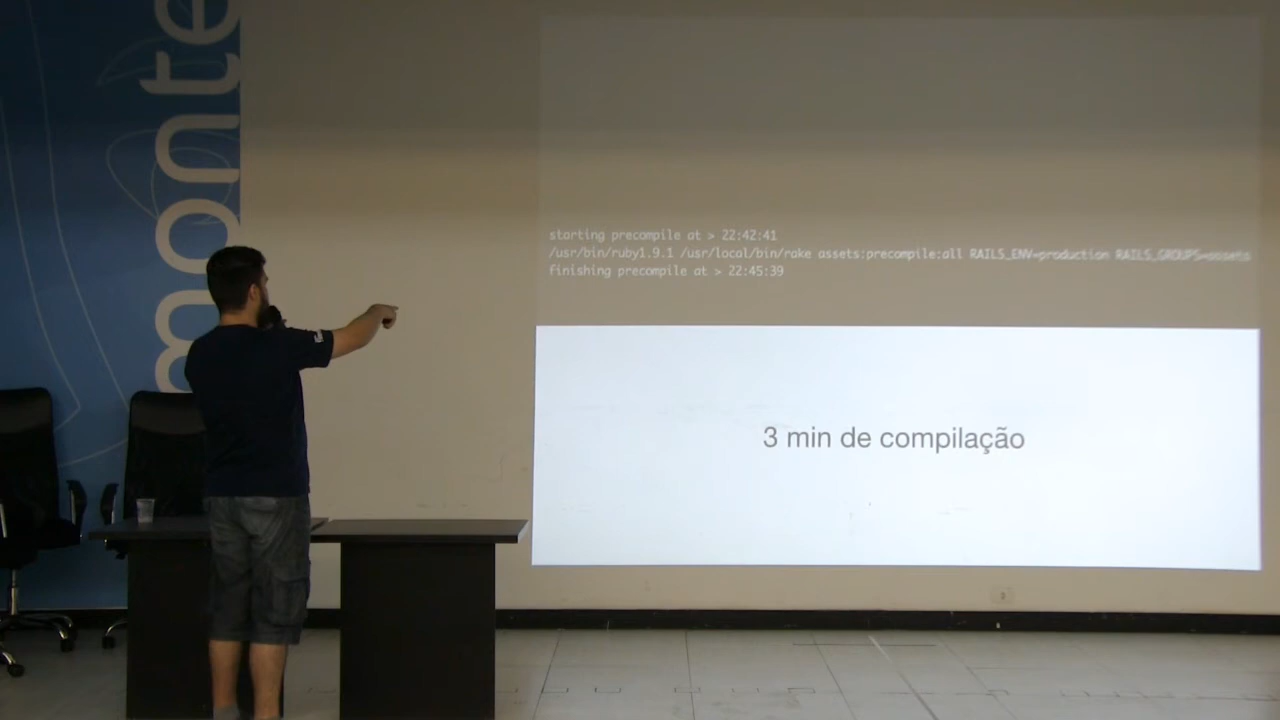 monte
starting precompile at > 22:42:41
/usr/bin/ruby1.9.1 /usr/local/bin/rake assets:precompile:all RAILS_ENV=production RAILS_GROUPS=assets
Finishing precompile at > 22:45:39
3 min de compilação